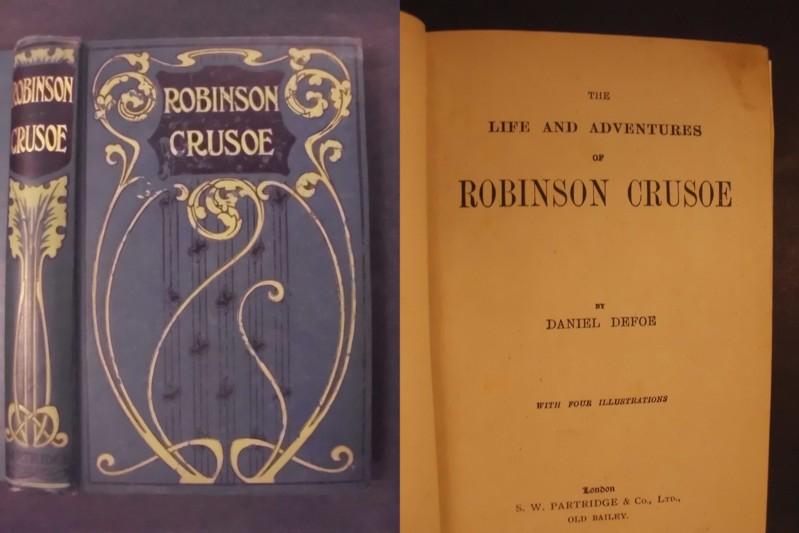 ROBINSON
CRUSOE
ROBINSON
CRUSOE
THE
LIFE AND ADVENTURES
OF
ROBINSON CRUSOE
BY
DANIEL DEFOE
WITH FOUR ILLUSTRATIONS
London
S. W. PARTRIDGE & Co., LTD.,
OLD BAILEY.